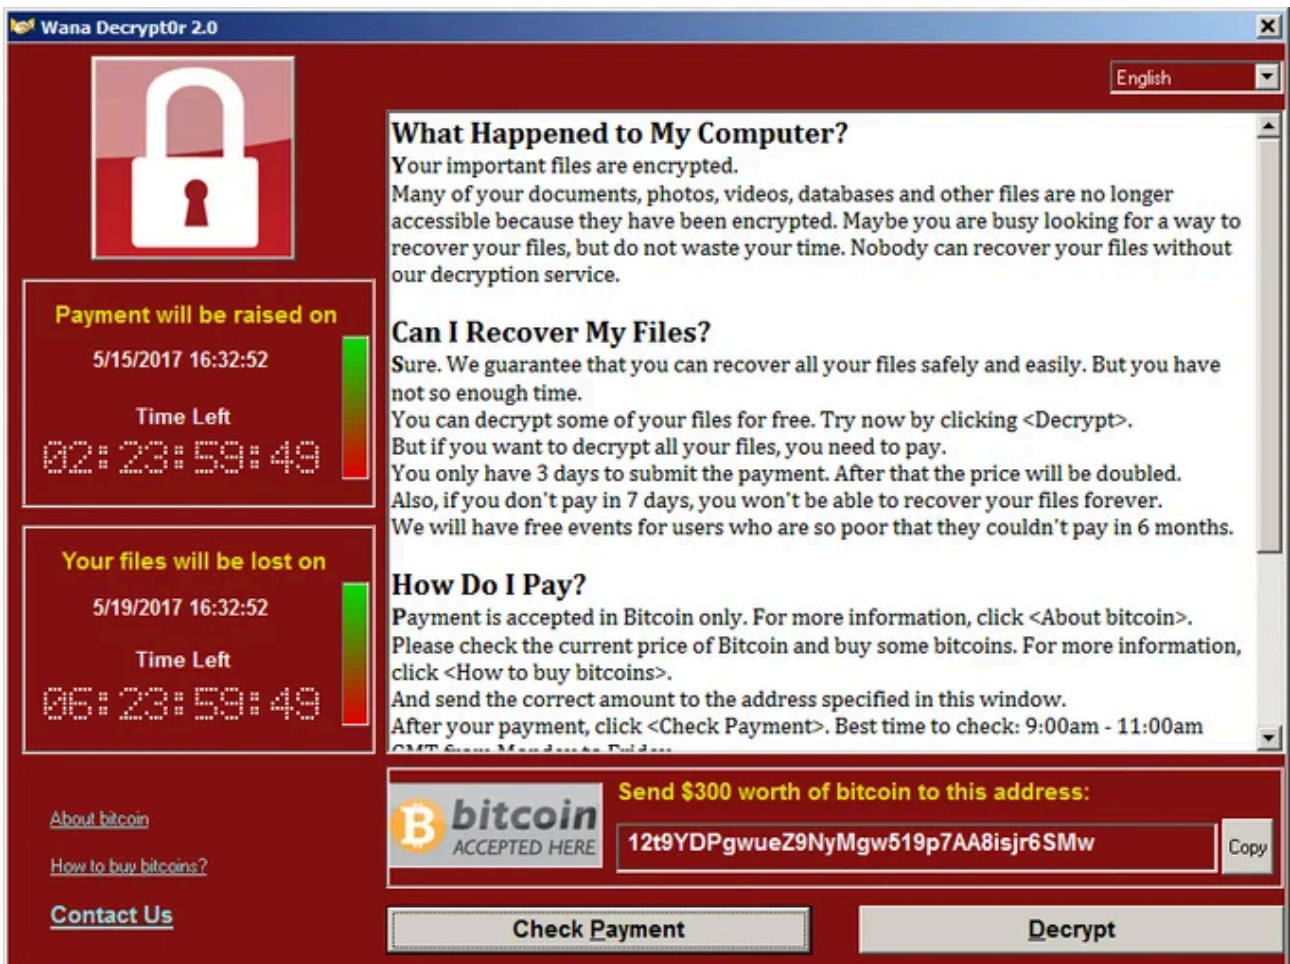 Wana Decrypt0r 2.0
English
What Happened to My Computer?
Your important files are encrypted.
Many of your documents, photos, videos, databases and other files are no longer
accessible because they have been encrypted. Maybe you are busy looking for a way to
recover your files, but do not waste your time. Nobody can recover your files without
our decryption service.
Can I Recover My Files?
Sure. We guarantee that you can recover all your files safely and easily. But you have
not so enough time.
You can decrypt some of your files for free. Try now by clicking <Decrypt>.
But if you want to decrypt all your files, you need to pay.
You only have 3 days to submit the payment. After that the price will be doubled.
Also, if you don't pay in 7 days, you won't be able to recover your files forever.
We will have free events for users who are so poor that they couldn't pay in 6 months.
How Do I Pay?
Payment is accepted in Bitcoin only. For more information, click <About bitcoin>.
Please check the current price of Bitcoin and buy some bitcoins. For more information,
click <How to buy bitcoins>.
And send the correct amount to the address specified in this window.
After your payment, click <Check Payment>. Best time to check: 9:00am - 11:00am
GMT from Monday to Friday.
Payment will be raised on
5/15/2017 16:32:52
Time Left
02:23:59:49
Your files will be lost on
5/19/2017 16:32:52
Time Left
06:23:59:49
About bitcoin
How to buy bitcoins?
Contact Us
bitcoin
ACCEPTED HERE
Send $300 worth of bitcoin to this address:
12t9YDPgwueZ9NyMgw519p7AA8isjr6SMw
Copy
Check Payment
Decrypt